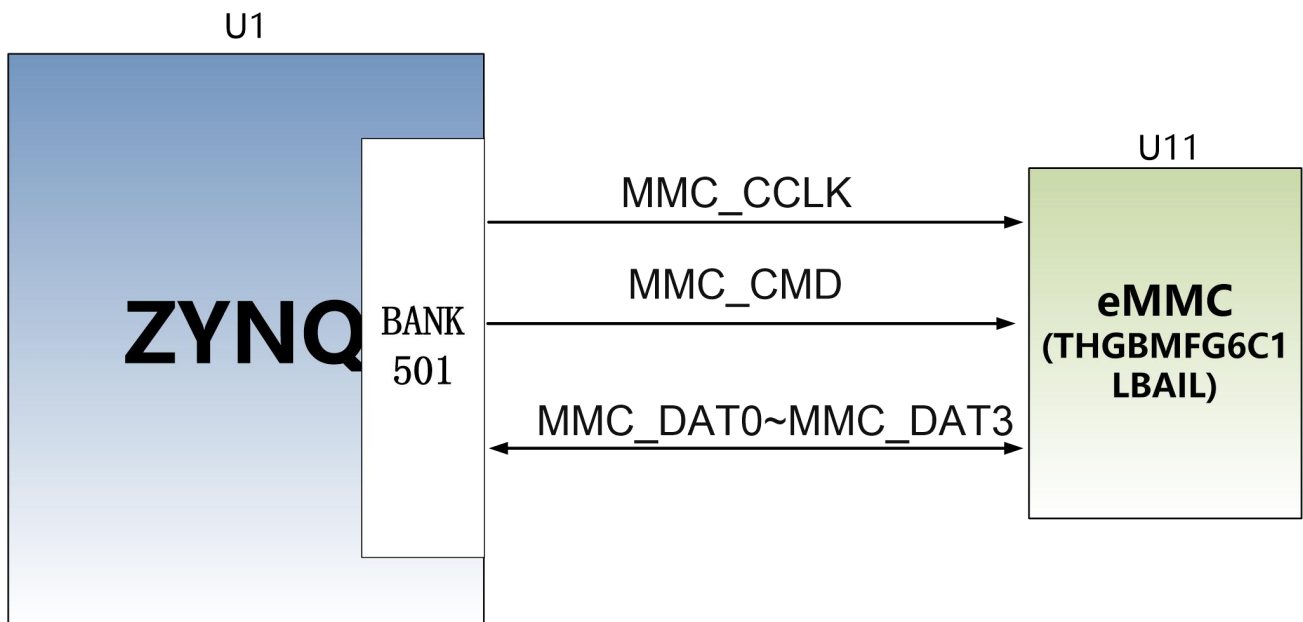 U1
U11
MMC_CCLK
MMC_CMD
ZYNQ
BANK
501
eMMC
(THGBMFG6C1
LBAIL)
MMC_DAT0~MMC_DAT3